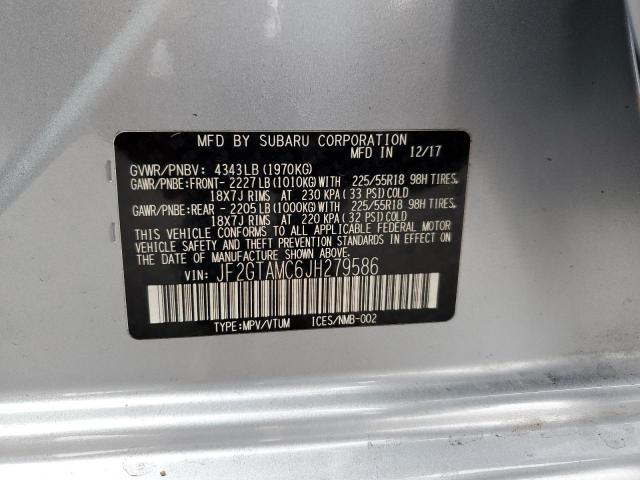 MFD BY SUBARU CORPORATION
MFD IN 12/17
GVWR/PNBV: 4343LB(1970KG)
GAWR/PNBE:FRONT- 2227LB(1010KG)WITH 225/55R18 98H TIRES,
18X7J RIMS AT 230 KPA(33 PSI)COLD
GAWR/PNBE:REAR - 2205LB(1000KG)WITH 225/55R18 98H TIRES,
18X7J RIMS AT 220 KPA(32 PSI)COLD
THIS VEHICLE CONFORMS TO ALL APPLICABLE FEDERAL MOTOR
VEHICLE SAFETY AND THEFT PREVENTION STANDARDS IN EFFECT ON
THE DATE OF MANUFACTURE SHOWN ABOVE.
VIN: JF2GTAMC6JH279586
TYPE:MPV/VTUM ICES/NMB-002